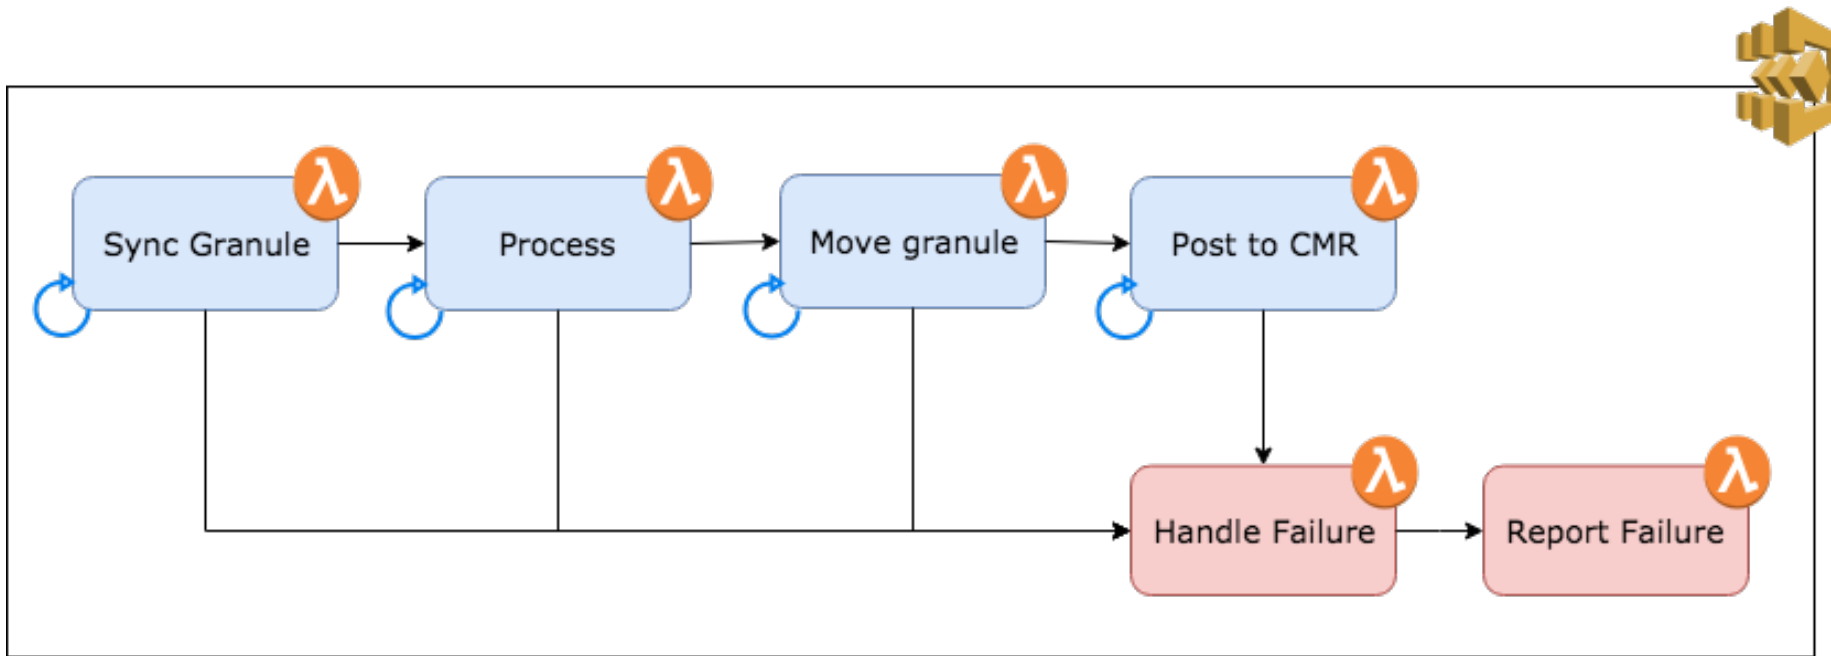 Sync Granule
Process
Move granule
Post to CMR
Handle Failure
Report Failure